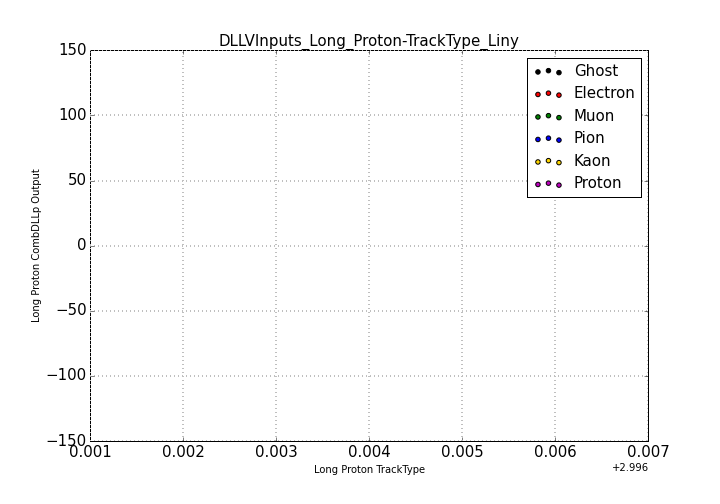 DLLVInputs_Long_Proton-TrackType_Liny
150
100
50
0
−50
−100
−150
Long Proton CombDLLp Output
Ghost
Electron
Muon
Pion
Kaon
Proton
0.001 0.002 0.003 0.004 0.005 0.006 0.007
Long Proton TrackType
+2.996